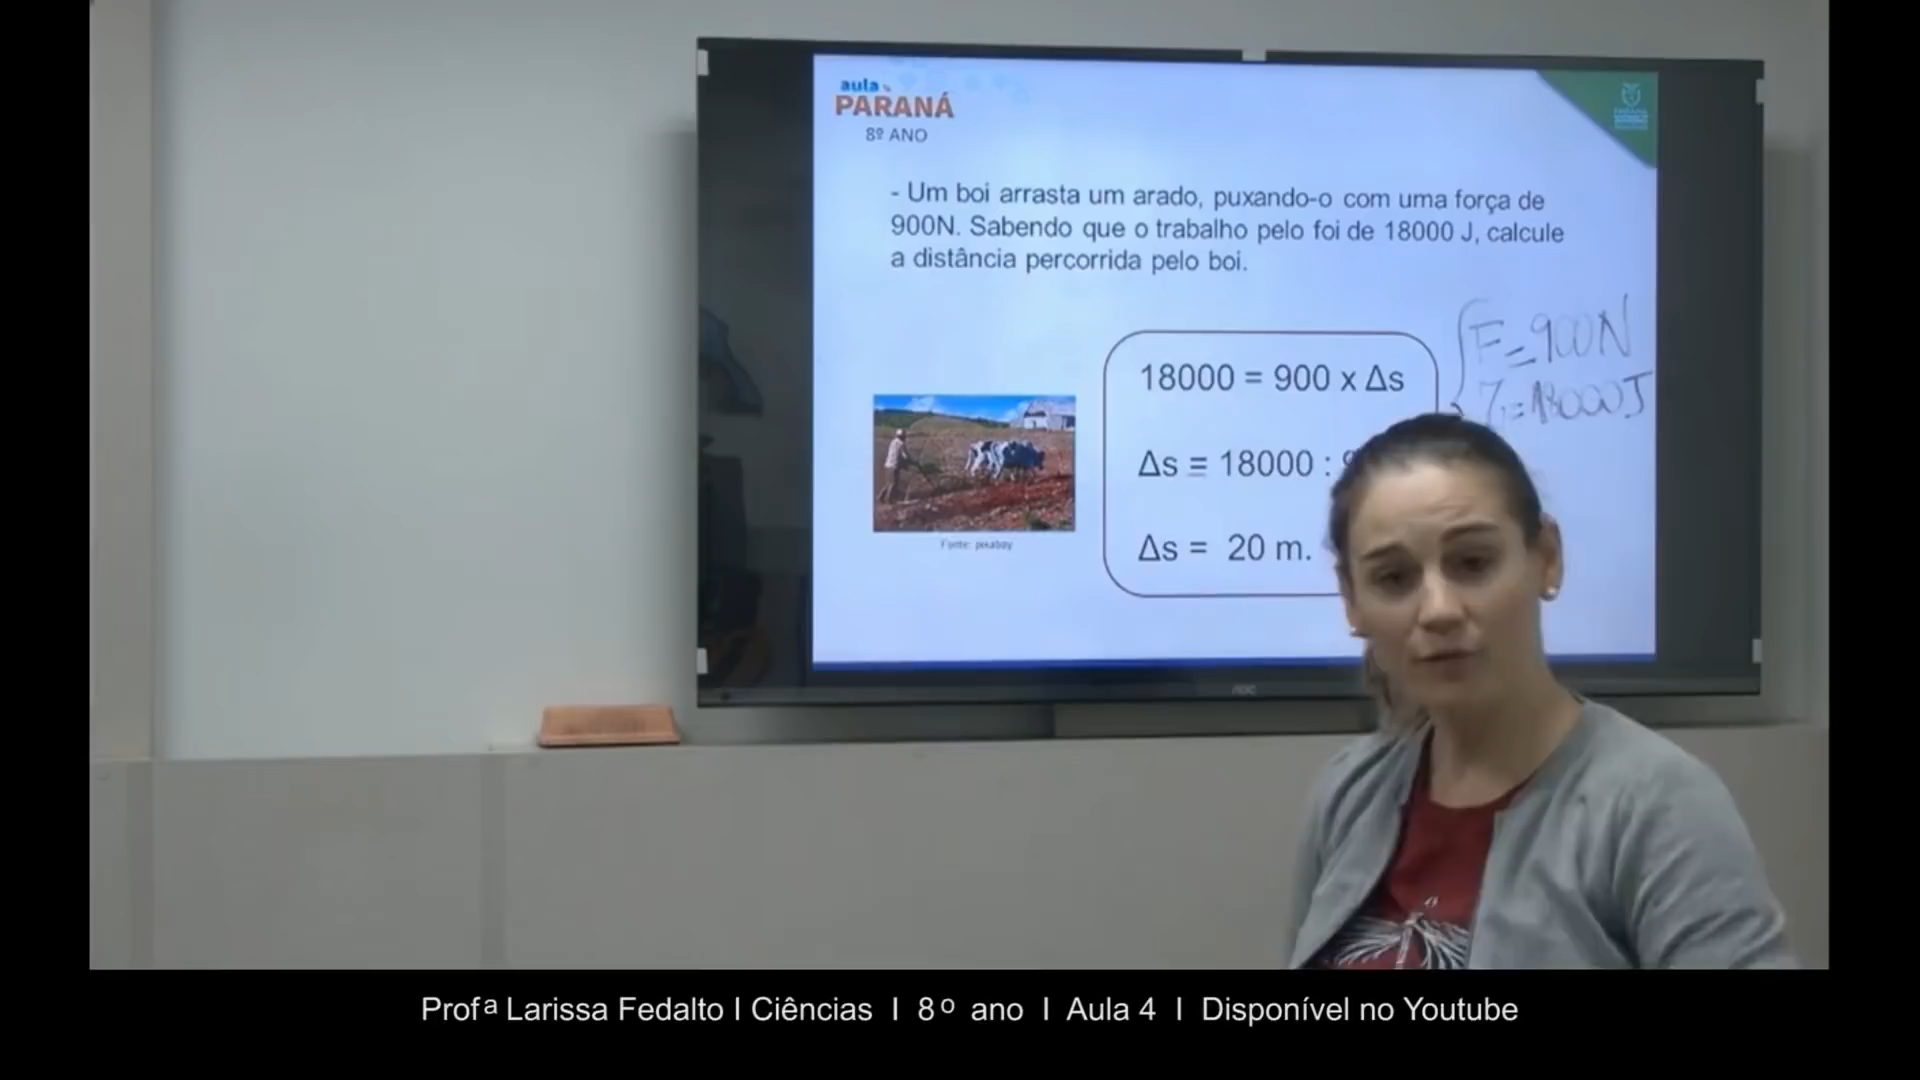 aula
PARANÁ
8º ANO
- Um boi arrasta um arado, puxando-o com uma força de
900N. Sabendo que o trabalho pelo foi de 18000 J, calcule
a distância percorrida pelo boi.
18000 = 900 x Δs
F = 900N
= 18000J
Δs = 18000 :
Δs = 20 m.
Fonte: pixabay
AOC
Profª Larissa Fedalto I Ciências I 8º ano I Aula 4 I Disponível no Youtube